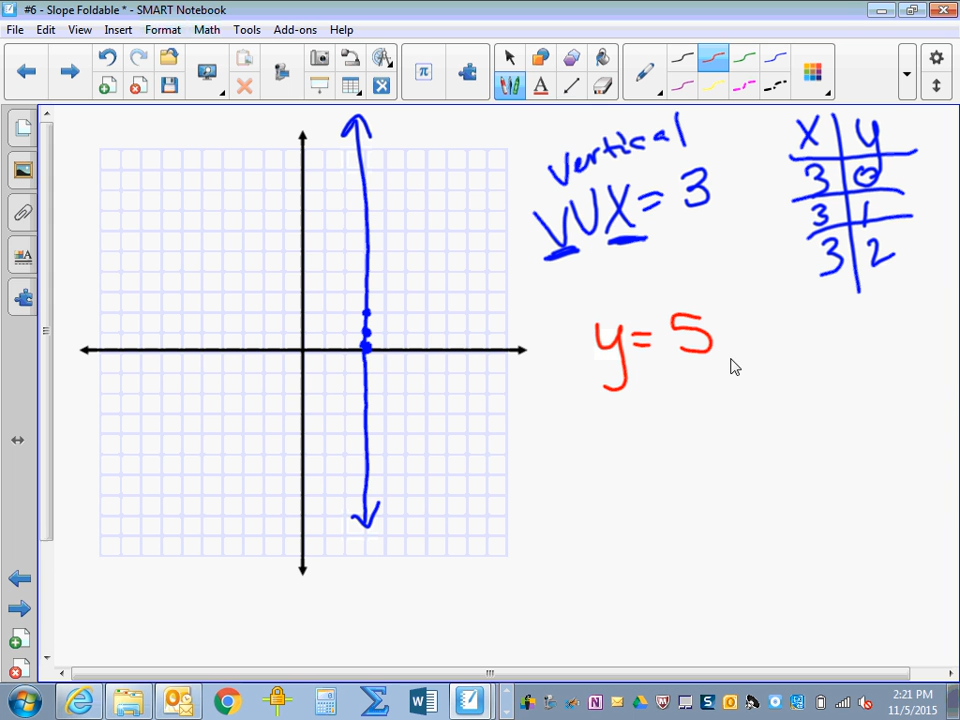 #6 - Slope Foldable * - SMART Notebook
File Edit View Insert Format Math Tools Add-ons Help
vertical
VUX = 3
x y
3 0
3 1
3 2
y = 5
2:21 PM
11/5/2015